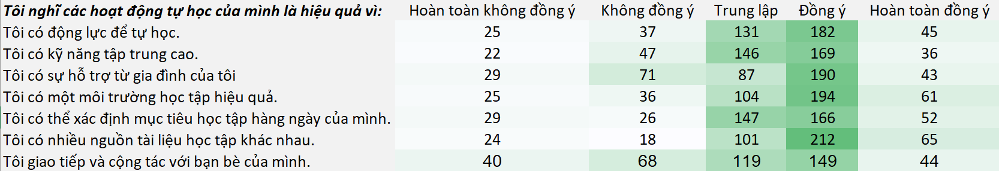 Tôi nghĩ các hoạt động tự học của mình là hiệu quả vì: Hoàn toàn không đồng ý Không đồng ý Trung lập Đồng ý Hoàn toàn đồng ý
Tôi có động lực để tự học. 25 37 131 182 45
Tôi có kỹ năng tập trung cao. 22 47 146 169 36
Tôi có sự hỗ trợ từ gia đình của tôi 29 71 87 190 43
Tôi có một môi trường học tập hiệu quả. 25 36 104 194 61
Tôi có thể xác định mục tiêu học tập hàng ngày của mình. 29 26 147 166 52
Tôi có nhiều nguồn tài liệu học tập khác nhau. 24 18 101 212 65
Tôi giao tiếp và cộng tác với bạn bè của mình. 40 68 119 149 44